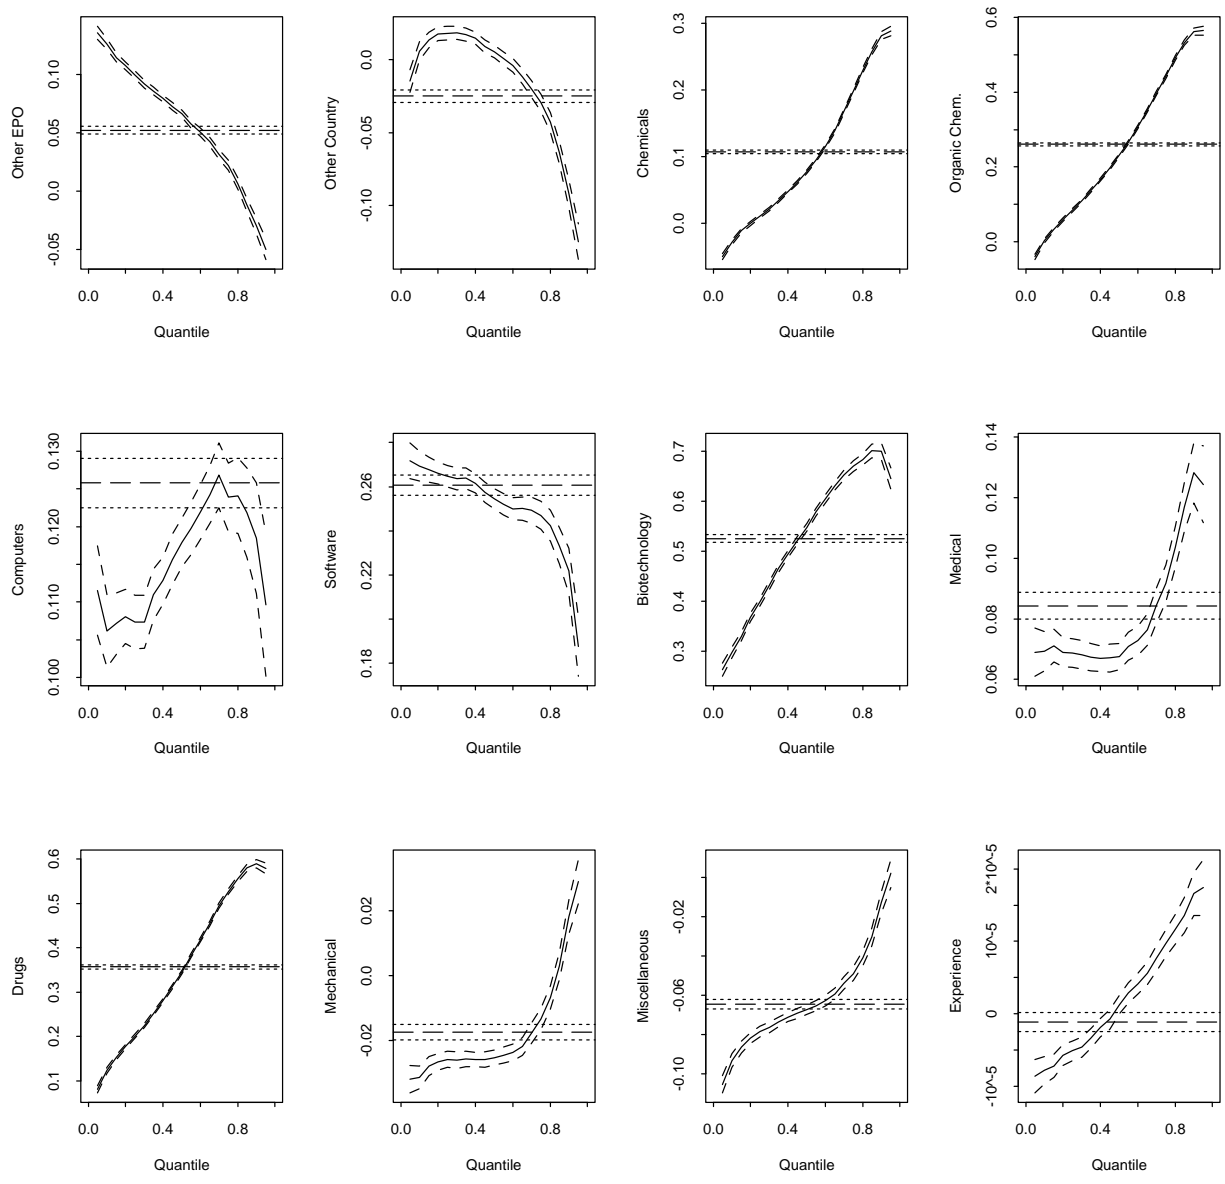 Other EPO
-0.05 0.0 0.05 0.10
0.0 0.4 0.8
Quantile
Other Country
-0.10 -0.05 0.0
0.0 0.4 0.8
Quantile
Chemicals
0.0 0.1 0.2 0.3
0.0 0.4 0.8
Quantile
Organic Chem.
0.0 0.2 0.4 0.6
0.0 0.4 0.8
Quantile
Computers
0.100 0.110 0.120 0.130
0.0 0.4 0.8
Quantile
Software
0.18 0.22 0.26
0.0 0.4 0.8
Quantile
Biotechnology
0.3 0.4 0.5 0.6 0.7
0.0 0.4 0.8
Quantile
Medical
0.06 0.08 0.10 0.12 0.14
0.0 0.4 0.8
Quantile
Drugs
0.1 0.2 0.3 0.4 0.5 0.6
0.0 0.4 0.8
Quantile
Mechanical
-0.02 0.0 0.02
0.0 0.4 0.8
Quantile
Miscellaneous
-0.10 -0.06 -0.02
0.0 0.4 0.8
Quantile
Experience
-10^-5 0 10^-5 2*10^-5
0.0 0.4 0.8
Quantile